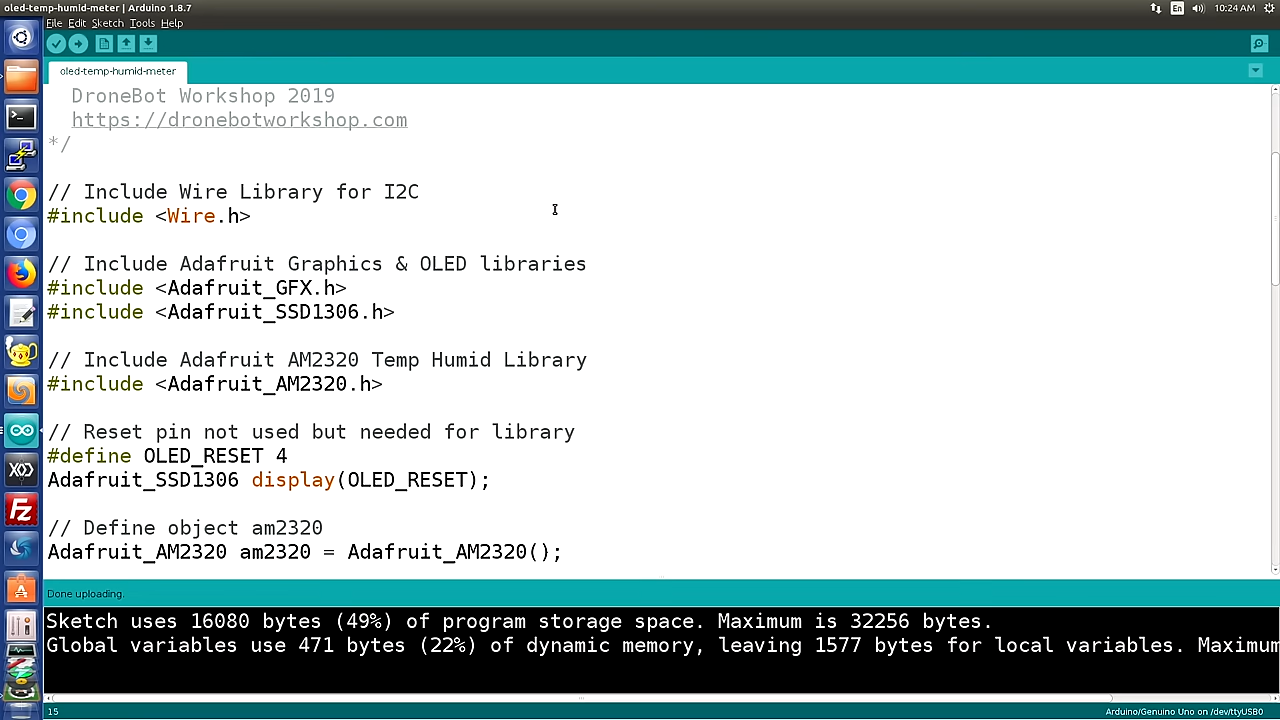 oled-temp-humid-meter | Arduino 1.8.7
En
10:24 AM
File Edit Sketch Tools Help
oled-temp-humid-meter
DroneBot Workshop 2019
https://dronebotworkshop.com
*/
// Include Wire Library for I2C
#include <Wire.h>
// Include Adafruit Graphics & OLED libraries
#include <Adafruit_GFX.h>
#include <Adafruit_SSD1306.h>
// Include Adafruit AM2320 Temp Humid Library
#include <Adafruit_AM2320.h>
// Reset pin not used but needed for library
#define OLED_RESET 4
Adafruit_SSD1306 display(OLED_RESET);
// Define object am2320
Adafruit_AM2320 am2320 = Adafruit_AM2320();
Done uploading.
Sketch uses 16080 bytes (49%) of program storage space. Maximum is 32256 bytes.
Global variables use 471 bytes (22%) of dynamic memory, leaving 1577 bytes for local variables. Maximum
15
Arduino/Genuino Uno on /dev/ttyUSB0